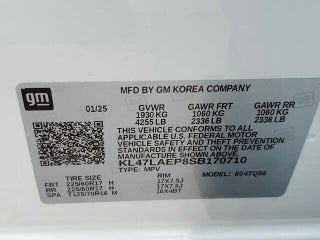 gm
MFD BY GM KOREA COMPANY
01/25 GVWR GAWR FRT GAWR RR
1930 KG 1060 KG 1060 KG
4255 LB 2336 LB 2336 LB
THIS VEHICLE CONFORMS TO ALL
APPLICABLE U.S. FEDERAL MOTOR
VEHICLE SAFETY, BUMPER, AND
THEFT PREVENTION STANDARDS IN
EFFECT ON THE DATE OF
MANUFACTURE SHOWN ABOVE.
KL47LAEP8SB170710
TYPE: MPV MODEL:
RIM
FRT 225/60R17 H 17X7.5J
RR 225/60R17 H 17X7.5J
SPA T125/70R16 M 16X4BT